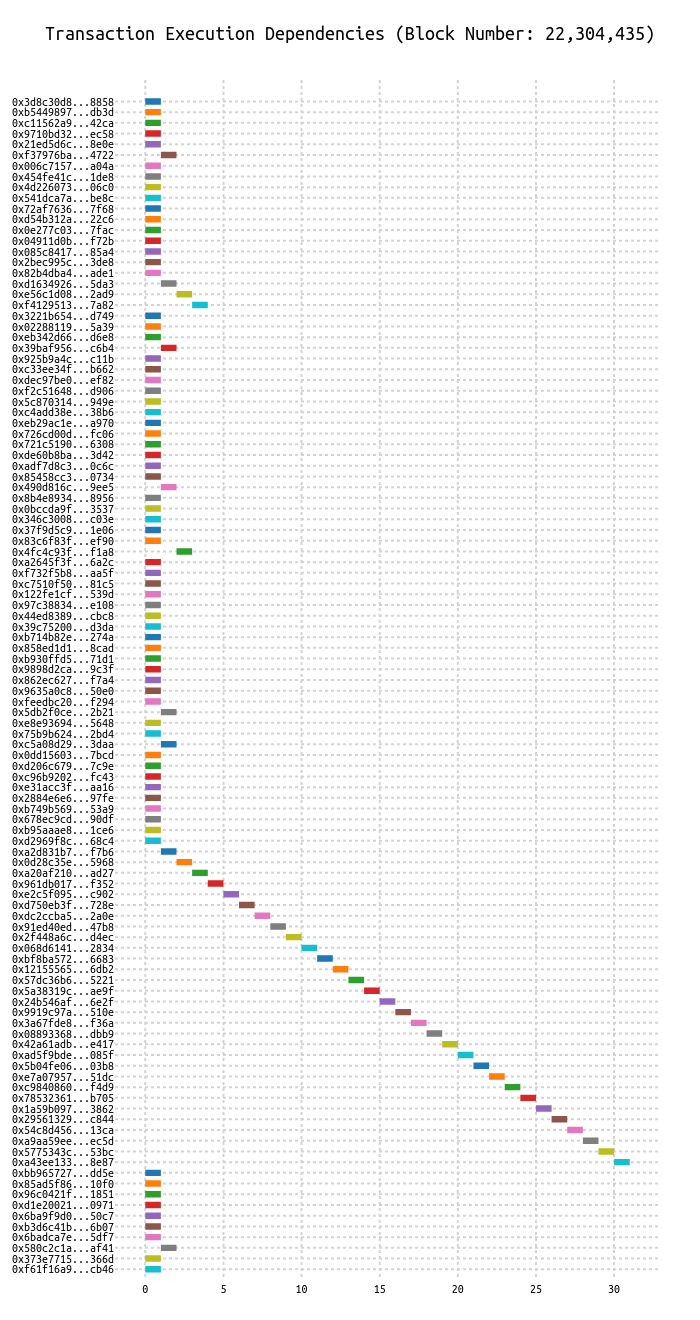 Transaction Execution Dependencies (Block Number: 22,304,435)
0x3d8c30d8...8858
0xb5449897...db3d
0xc11562a9...42ca
0x9710bd32...ec58
0x21ed5d6c...8e0e
0xf37976ba...4722
0x006c7157...a04a
0x454fe41c...1de8
0x4d226073...06c0
0x541dca7a...be8c
0x72af7636...7f68
0xd54b312a...22c6
0x0e277c03...7fac
0x04911d0b...f72b
0x085c8417...85a4
0x2bec995c...3de8
0x82b4dba4...ade1
0xd1634926...5da3
0xe56c1d08...2ad9
0xf4129513...7a82
0x3221b654...d749
0x02288119...5a39
0xeb342d66...d6e8
0x39baf956...c6b4
0x925b9a4c...c11b
0xc33ee34f...b662
0xdec97be0...ef82
0xf2c51648...d906
0x5c870314...949e
0xc4add38e...38b6
0xeb29ac1e...a970
0x726cd00d...fc06
0x721c5190...6308
0xde60b8ba...3d42
0xadf7d8c3...0c6c
0x85458cc3...0734
0x490d816c...9ee5
0x8b4e8934...8956
0x0bccda9f...3537
0x346c3008...c03e
0x37f9d5c9...1e06
0x83c6f83f...ef90
0x4fc4c93f...f1a8
0xa2645f3f...6a2c
0xf732f5b8...aa5f
0xc7510f50...81c5
0x122fe1cf...539d
0x97c38834...e108
0x44ed8389...cbc8
0x39c75200...d3da
0xb714b82e...274a
0x858ed1d1...8cad
0xb930ffd5...71d1
0x9898d2ca...9c3f
0x862ec627...f7a4
0x9635a0c8...50e0
0xfeedbc20...f294
0x5db2f0ce...2b21
0xe8e93694...5648
0x75b9b624...2bd4
0xc5a08d29...3daa
0x0dd15603...7bcd
0xd206c679...7c9e
0xc96b9202...fc43
0xe31acc3f...aa16
0x2884e6e6...97fe
0xb749b569...53a9
0x678ec9cd...90df
0xb95aaae8...1ce6
0xd2969f8c...68c4
0xa2d831b7...f7b6
0x0d28c35e...5968
0xa20af210...ad27
0x961db017...f352
0xe2c5f095...c902
0xd750eb3f...728e
0xdc2ccba5...2a0e
0x91ed40ed...47b8
0x2f448a6c...d4ec
0x068d6141...2834
0xbf8ba572...6683
0x12155565...6db2
0x57dc36b6...5221
0x5a38319c...ae9f
0x24b546af...6e2f
0x9919c97a...510e
0x3a67fde8...f36a
0x08893368...dbb9
0x42a61adb...e417
0xad5f9bde...085f
0x5b04fe06...03b8
0xe7a07957...51dc
0xc9840860...f4d9
0x78532361...b705
0x1a59b097...3862
0x29561329...c844
0x54c8d456...13ca
0xa9aa59ee...ec5d
0x5775343c...53bc
0xa43ee133...8e87
0xbb965727...dd5e
0x85ad5f86...10f0
0x96c0421f...1851
0xd1e20021...0971
0x6ba9f9d0...50c7
0xb3d6c41b...6b07
0x6badca7e...5df7
0x580c2c1a...af41
0x373e7715...366d
0xf61f16a9...cb46
0 5 10 15 20 25 30